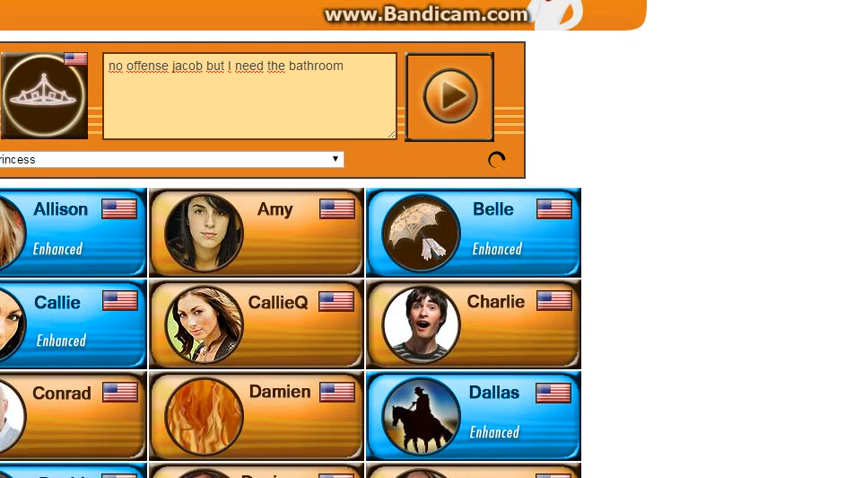 www.Bandicam.com
no offense jacob but I need the bathroom
rincess
Allison
Enhanced
Amy
Belle
Enhanced
Callie
Enhanced
CallieQ
Charlie
Conrad
Damien
Dallas
Enhanced